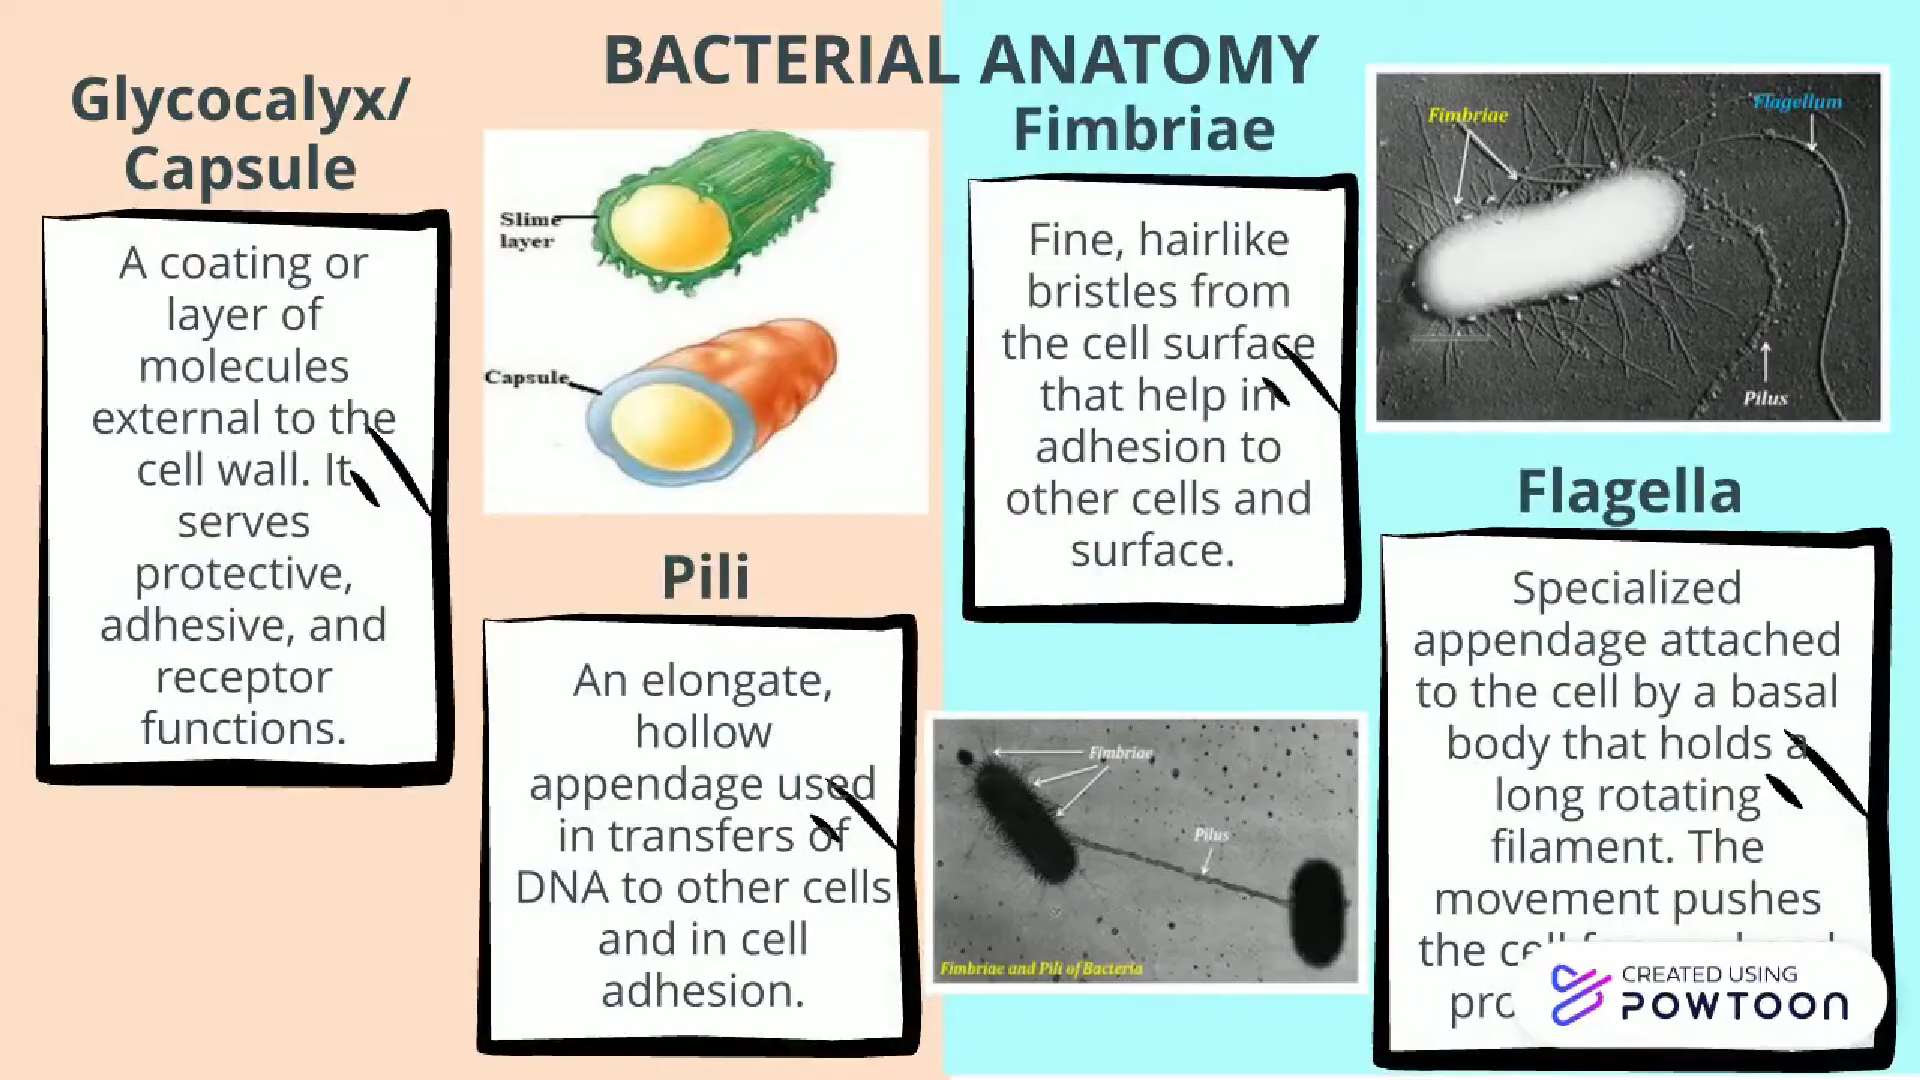 BACTERIAL ANATOMY
Glycocalyx/
Capsule
A coating or
layer of
molecules
external to the
cell wall. It
serves
protective,
adhesive, and
receptor
functions.
Slime
layer
Capsule
Pili
An elongate,
hollow
appendage used
in transfers of
DNA to other cells
and in cell
adhesion.
Fimbriae
Fine, hairlike
bristles from
the cell surface
that help in
adhesion to
other cells and
surface.
Fimbriae
Flagellum
Pilus
Fimbriae
Pilus
Fimbriae and Pili of Bacteria
Flagella
Specialized
appendage attached
to the cell by a basal
body that holds a
long rotating
filament. The
movement pushes
the
CREATED USING
POWTOON